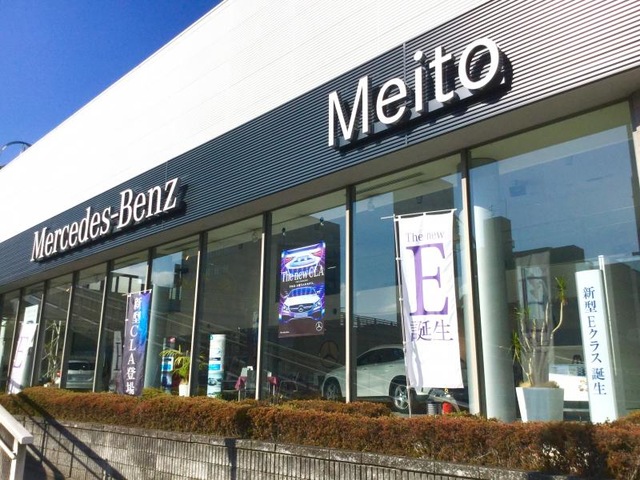 Mercedes-Benz
Meito
新型CLA登場
The new CLA
The new
E
誕生
新型Eクラス誕生